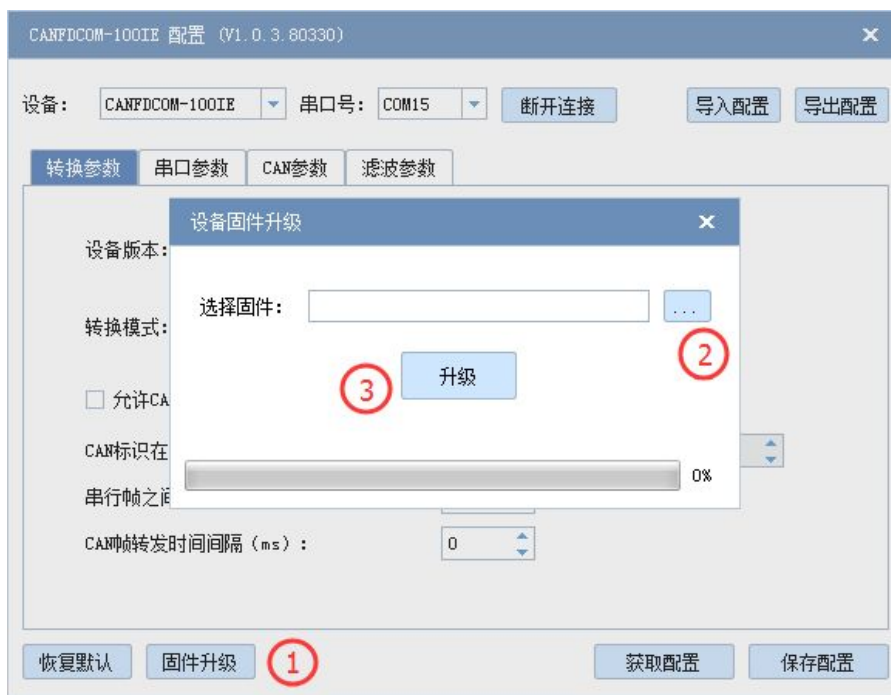 CANFDCOM-100IE 配置 (V1.0.3.80330)
设备: CANFDCOM-100IE 串口号: COM15 断开连接 导入配置 导出配置
转换参数 串口参数 CAN参数 滤波参数
设备固件升级
设备版本:
选择固件: ...
转换模式:
2
升级
3
允许CA
CAN标识在
0%
串行帧之间
CAN帧转发时间间隔 (ms) : 0
恢复默认 固件升级 1 获取配置 保存配置